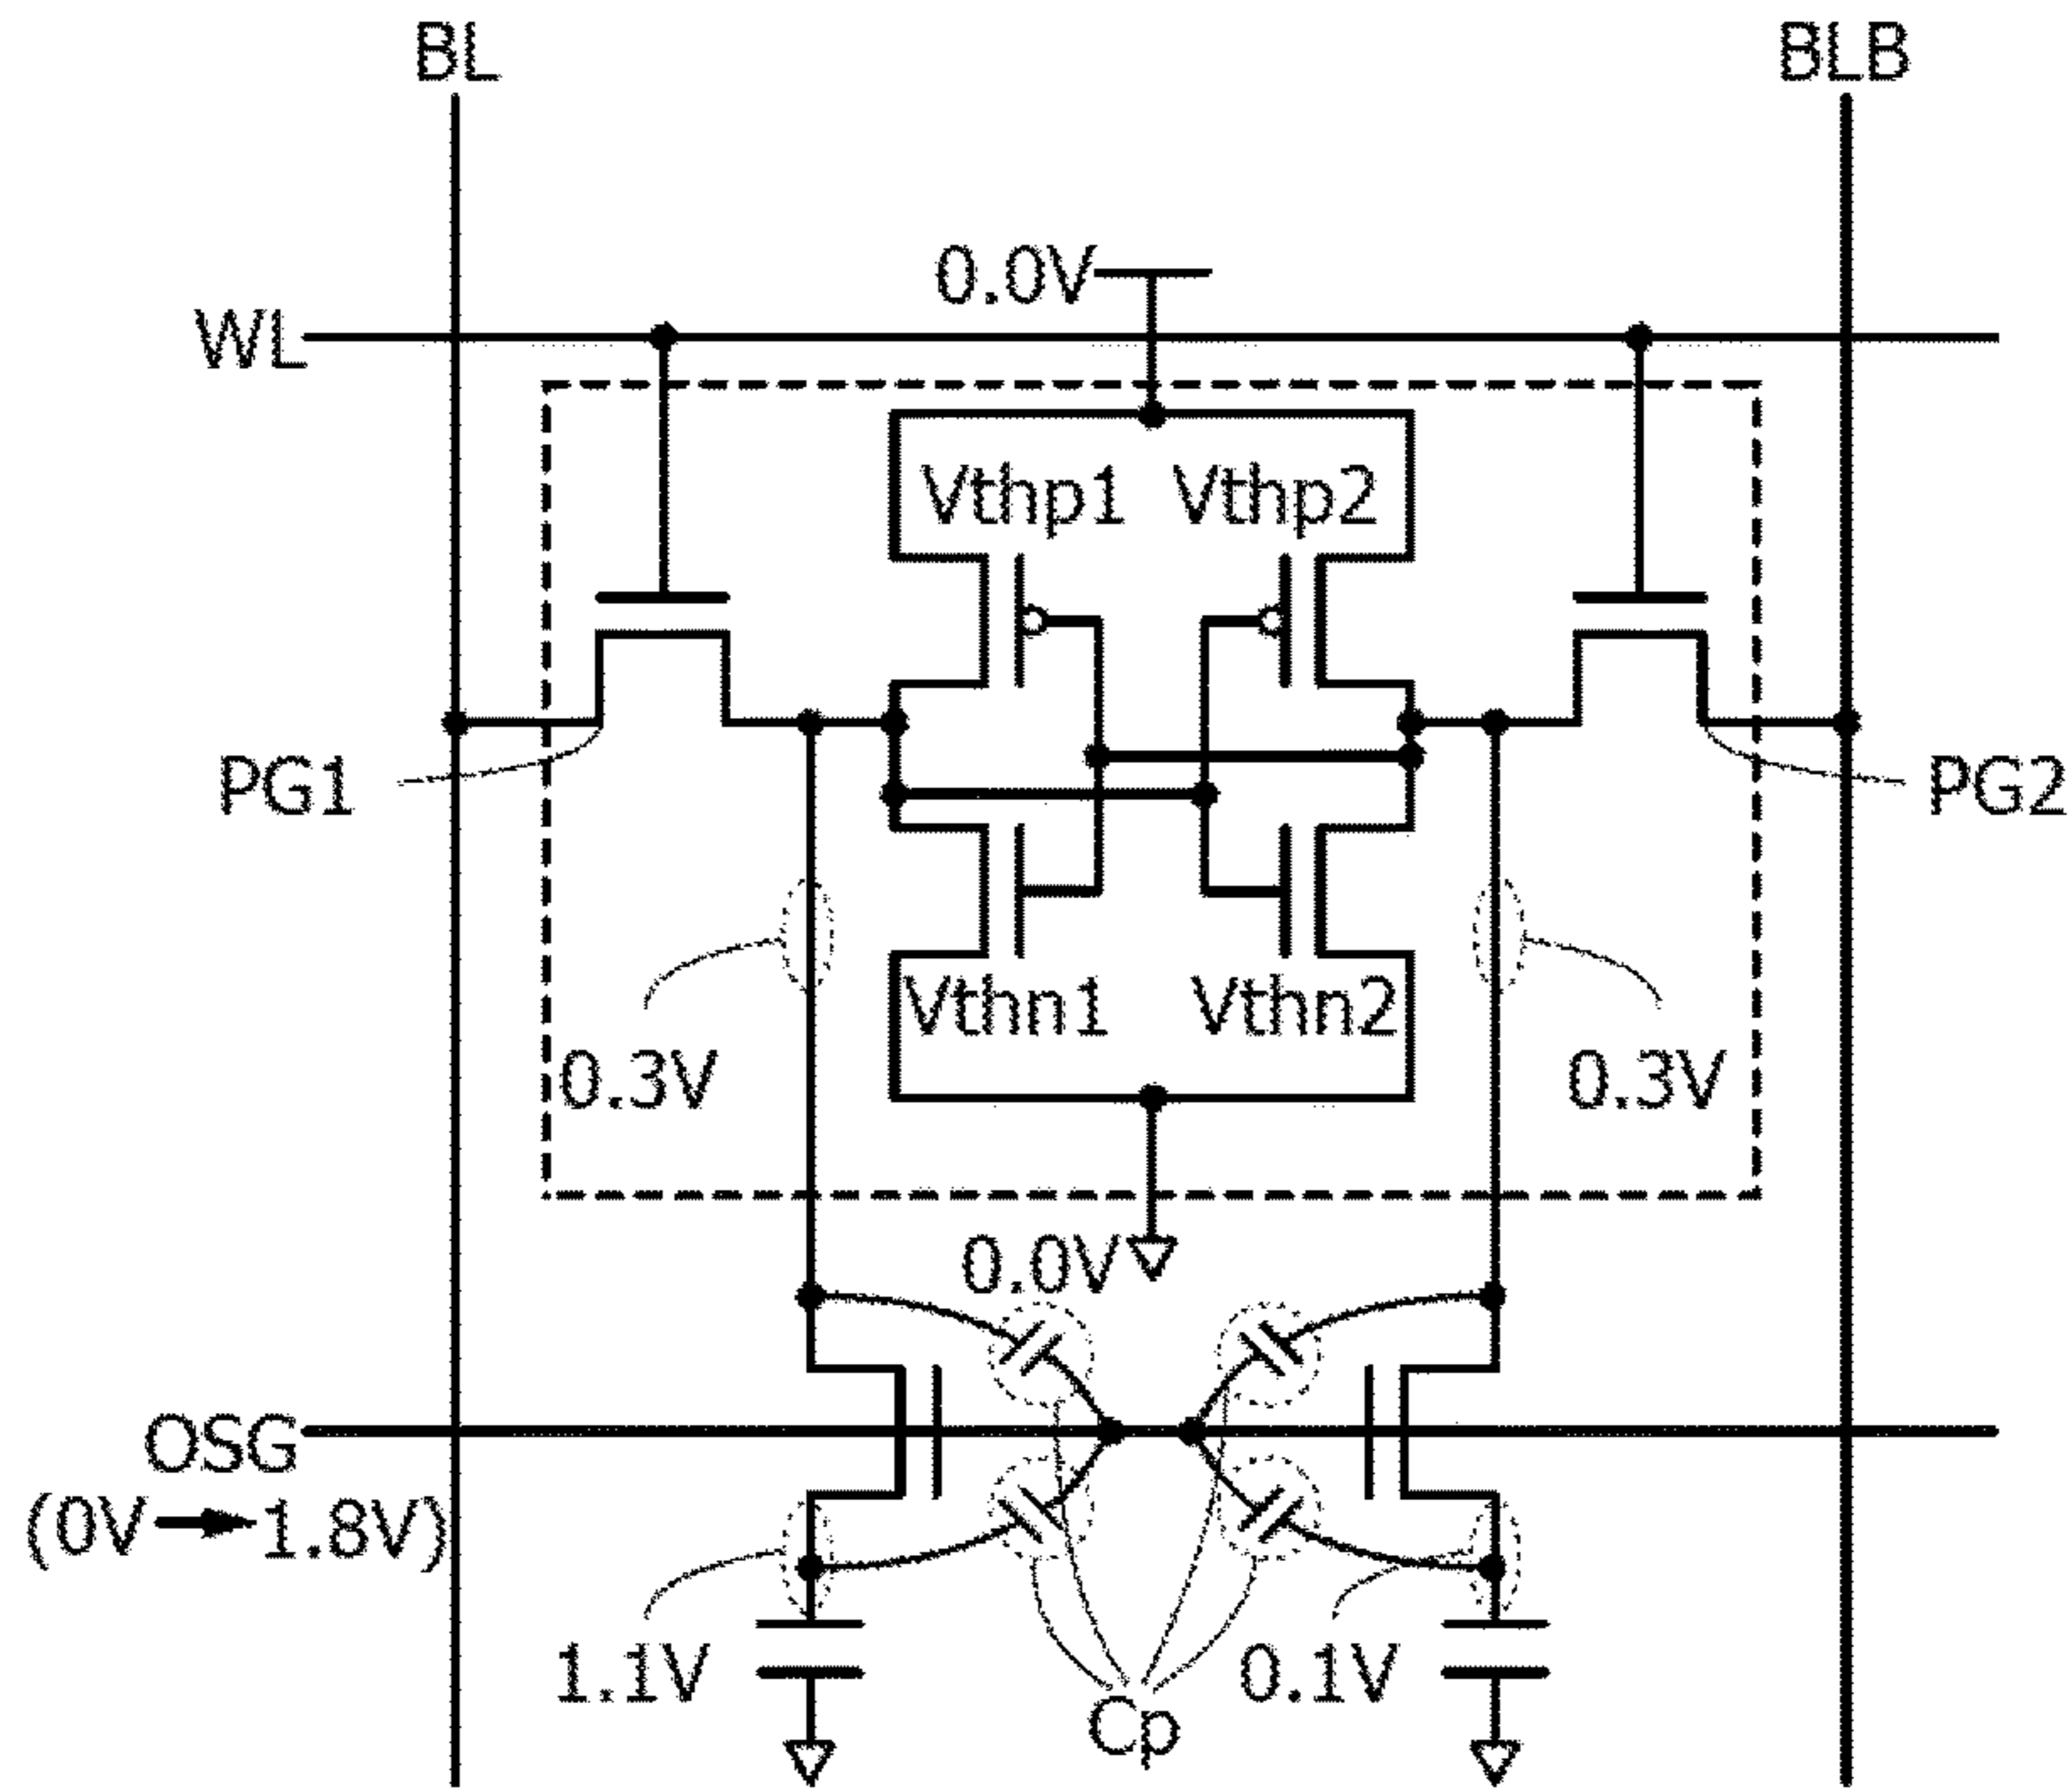 BL
BLB
0.0V
WL
Vthp1
Vthp2
PG1
PG2
Vthn1
Vthn2
0.3V
0.3V
0.0V
OSG
(0V→1.8V)
1.1V
0.1V
Cp